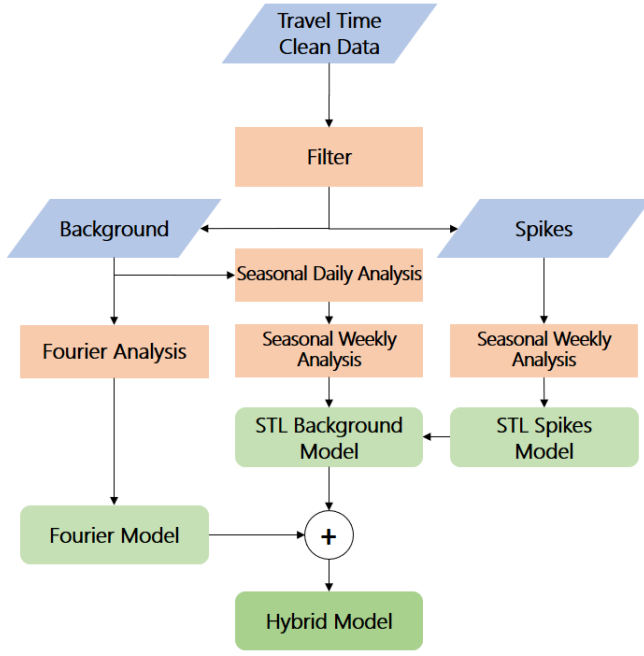 Travel Time
Clean Data
Filter
Background
Spikes
Seasonal Daily Analysis
Fourier Analysis
Seasonal Weekly
Analysis
Seasonal Weekly
Analysis
STL Background
Model
STL Spikes
Model
Fourier Model
+
Hybrid Model